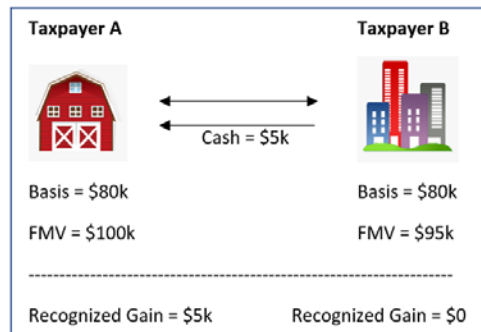 Taxpayer A Taxpayer B
Cash = $5k
Basis = $80k Basis = $80k
FMV = $100k FMV = $95k
Recognized Gain = $5k Recognized Gain = $0